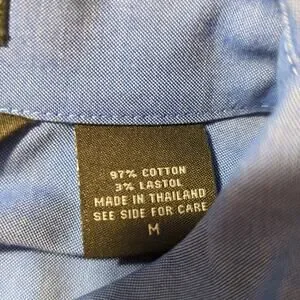 97% COTTON
3% LASTOL
MADE IN THAILAND
SEE SIDE FOR CARE
M